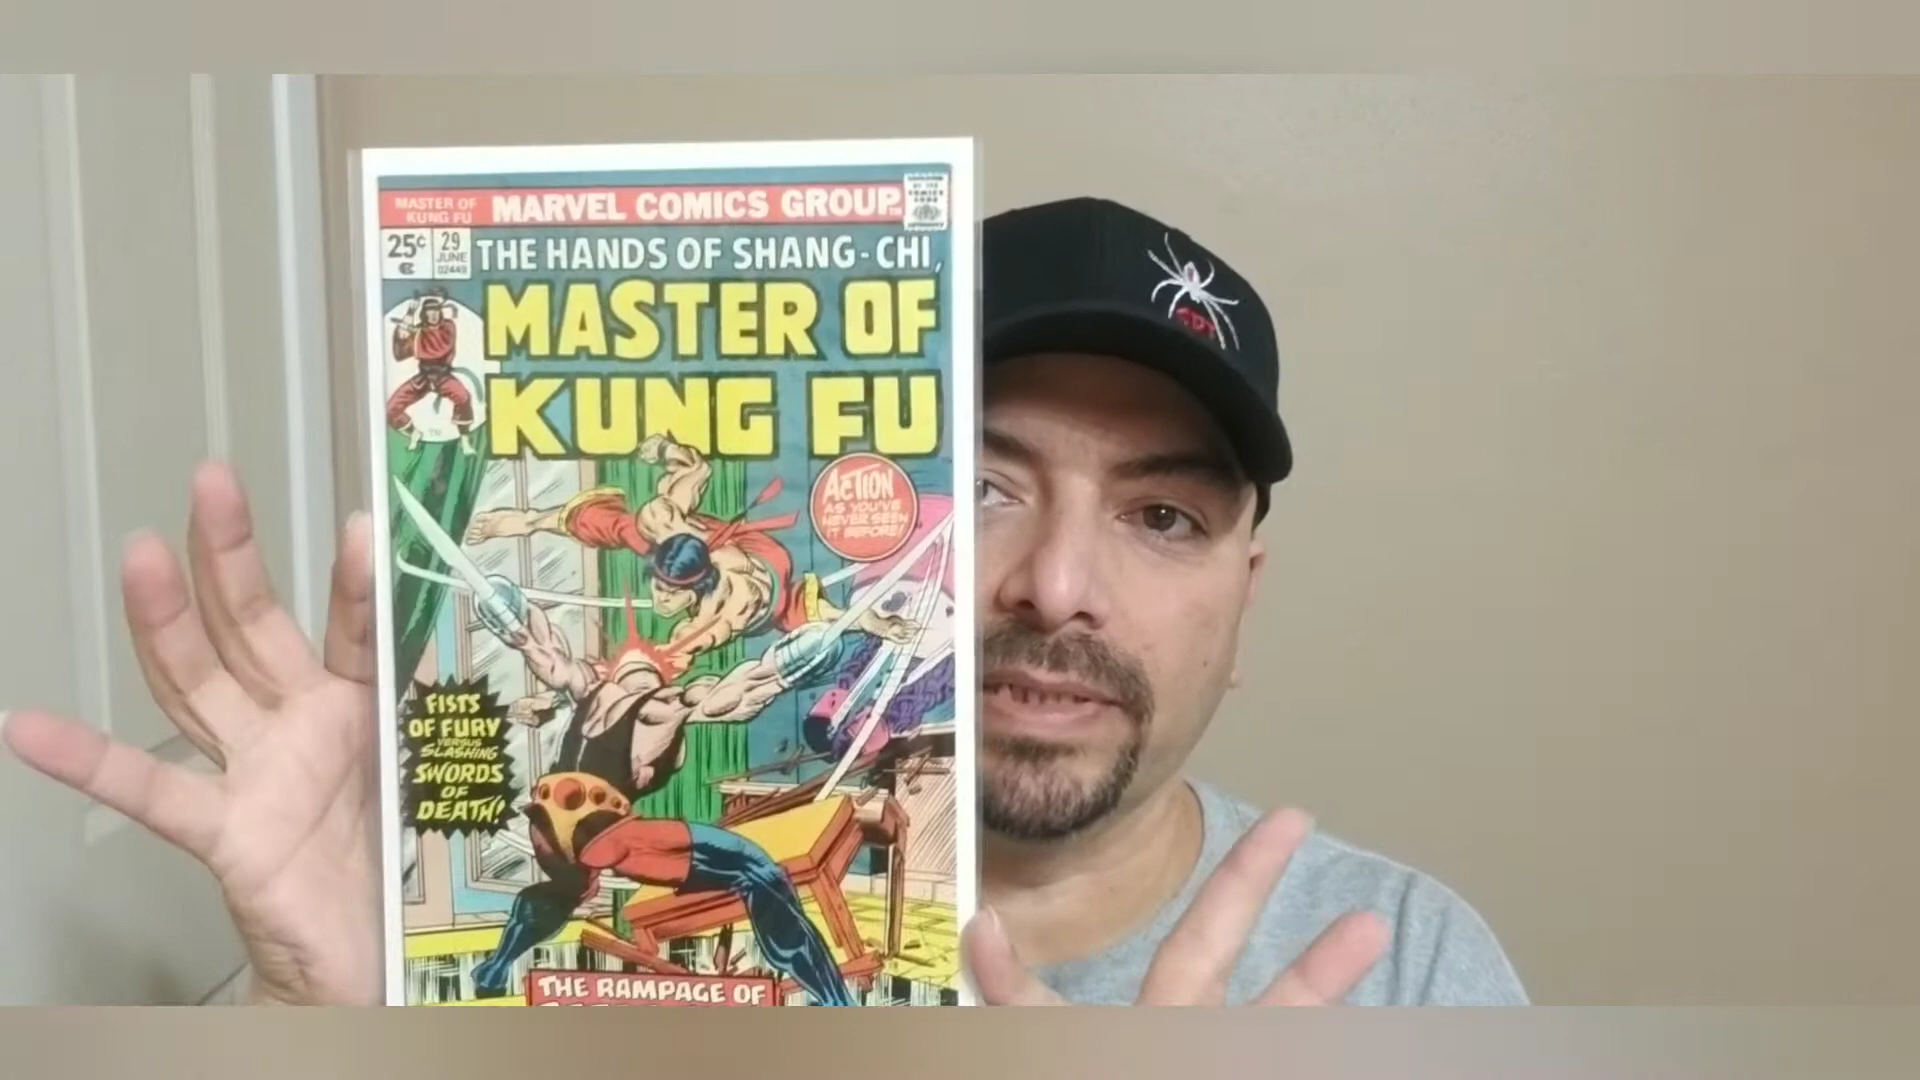 MASTER OF
KUNG FU
MARVEL COMICS GROUP
TM
25¢
29
JUNE
02449
THE HANDS OF SHANG-CHI,
MASTER OF
KUNG FU
ACTION
AS YOU'VE
NEVER SEEN
IT BEFORE!
FISTS
OF FURY
VERSUS
SLASHING
SWORDS
OF
DEATH!
THE RAMPAGE OF